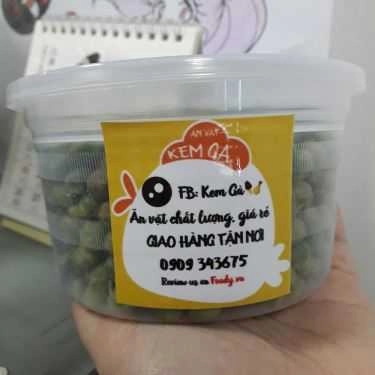 ĂN VẶT
KEM GÀ
FB: Kem Gà
Ăn vặt chất lượng, giá rẻ
GIAO HÀNG TẬN NƠI
0909 343675
Review us on Foody.vn